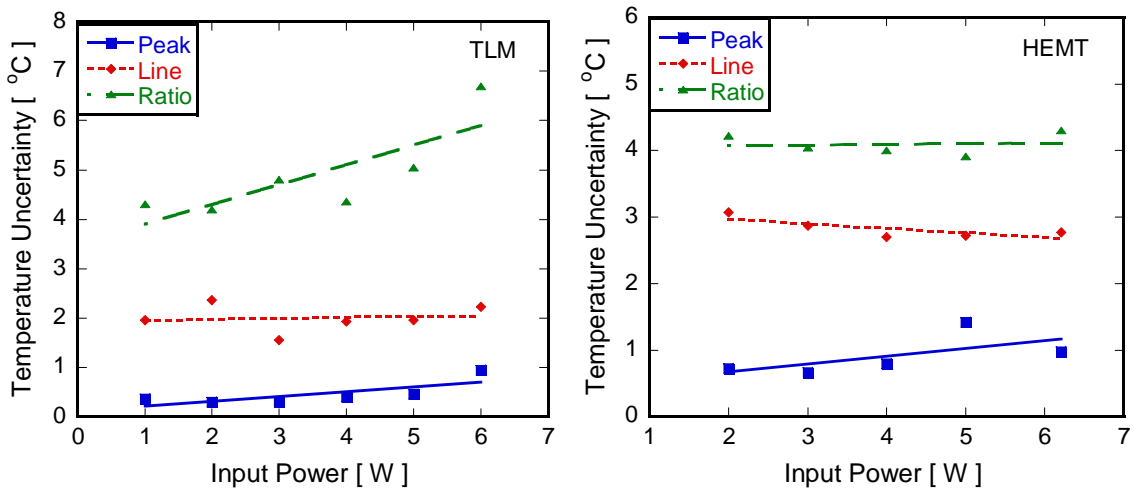 Temperature Uncertainty [ °C]
8
7
6
5
4
3
2
1
0
Peak
Line
Ratio
TLM
0 1 2 3 4 5 6 7
Input Power [ W ]
Temperature Uncertainty [ °C]
6
5
4
3
2
1
0
Peak
Line
Ratio
HEMT
1 2 3 4 5 6 7
Input Power [ W ]